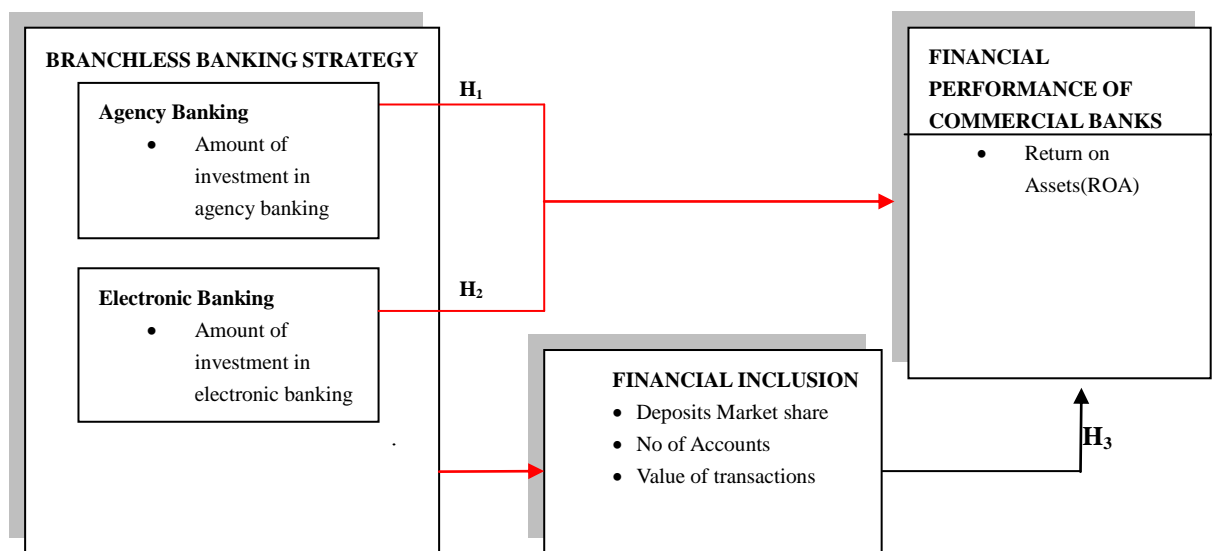 BRANCHLESS BANKING STRATEGY
Agency Banking
• Amount of
investment in
agency banking
Electronic Banking
• Amount of
investment in
electronic banking
.
H₁
H₂
FINANCIAL INCLUSION
• Deposits Market share
• No of Accounts
• Value of transactions
FINANCIAL
PERFORMANCE OF
COMMERCIAL BANKS
• Return on
Assets(ROA)
H₃